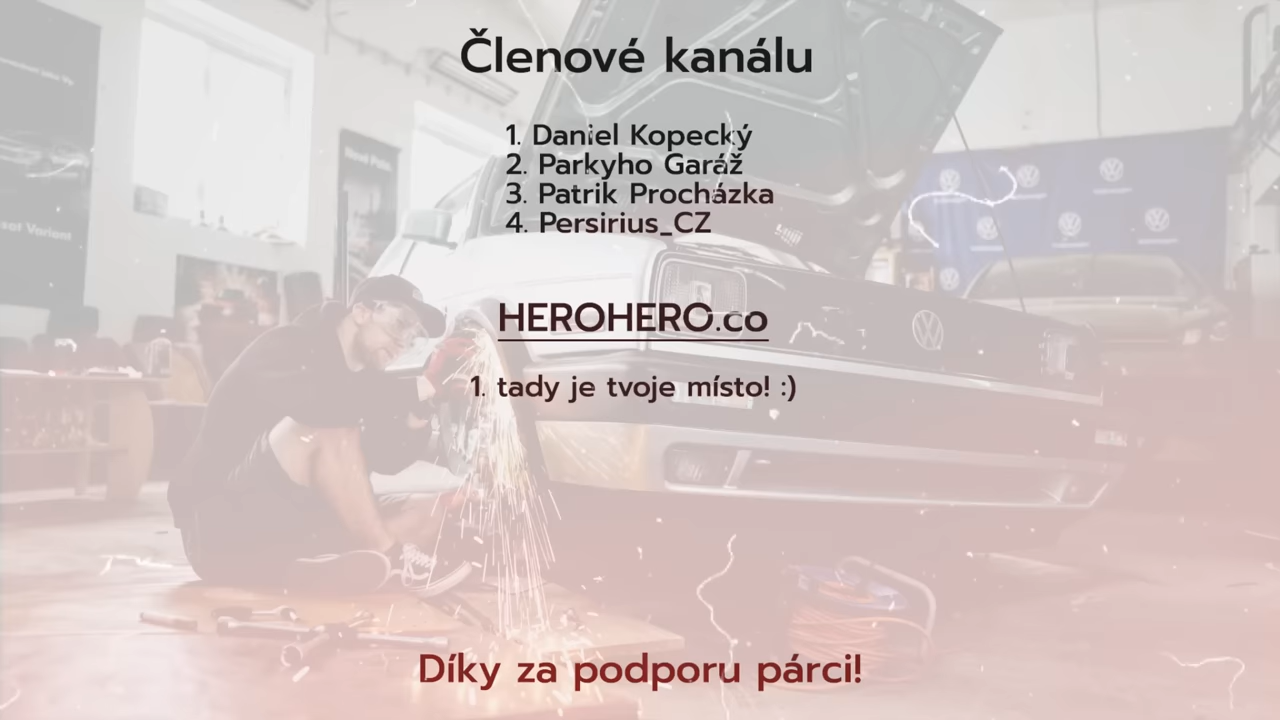 Členové kanálu
1. Daniel Kopecký
2. Parkyho Garáž
3. Patrik Procházka
4. Persirius_CZ
HEROHERO.co
1. tady je tvoje místo! :)
Díky za podporu párci!
Variant